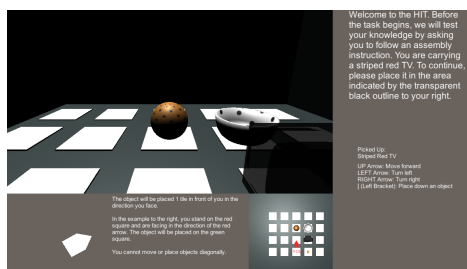 Welcome to the HIT. Before
the task begins, we will test
your knowledge by asking
you to follow an assembly
instruction. You are carrying
a striped red TV. To continue,
please place it in the area
indicated by the transparent
black outline to your right.
Picked Up:
Striped Red TV
UP Arrow: Move forward
LEFT Arrow: Turn left
RIGHT Arrow: Turn right
] (Left Bracket): Place down an object
The object will be placed 1 tile in front of you in the
direction you face.
In the example to the right, you stand on the red
square and are facing in the direction of the red
arrow. The object will be placed on the green
square.
You cannot move or place objects diagonally.